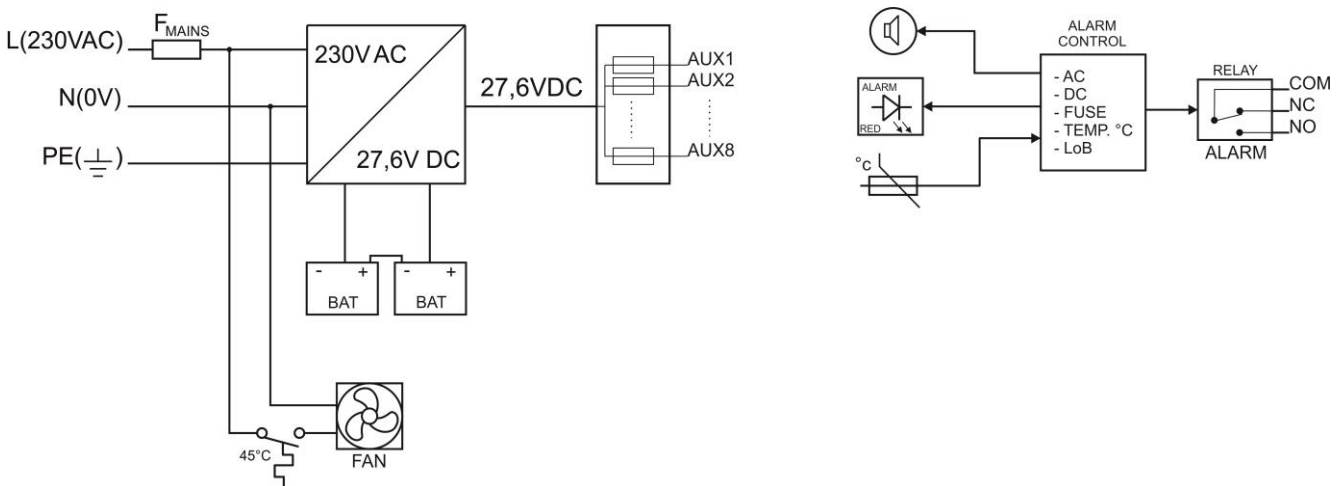 L(230VAC)
F MAINS
N(0V)
PE( )
230V AC
27,6V DC
27,6VDC
AUX1
AUX2
AUX8
- +
BAT
- +
BAT
45°C
FAN
ALARM
RED
°c
ALARM
CONTROL
- AC
- DC
- FUSE
- TEMP. °C
- LoB
RELAY
COM
NC
NO
ALARM